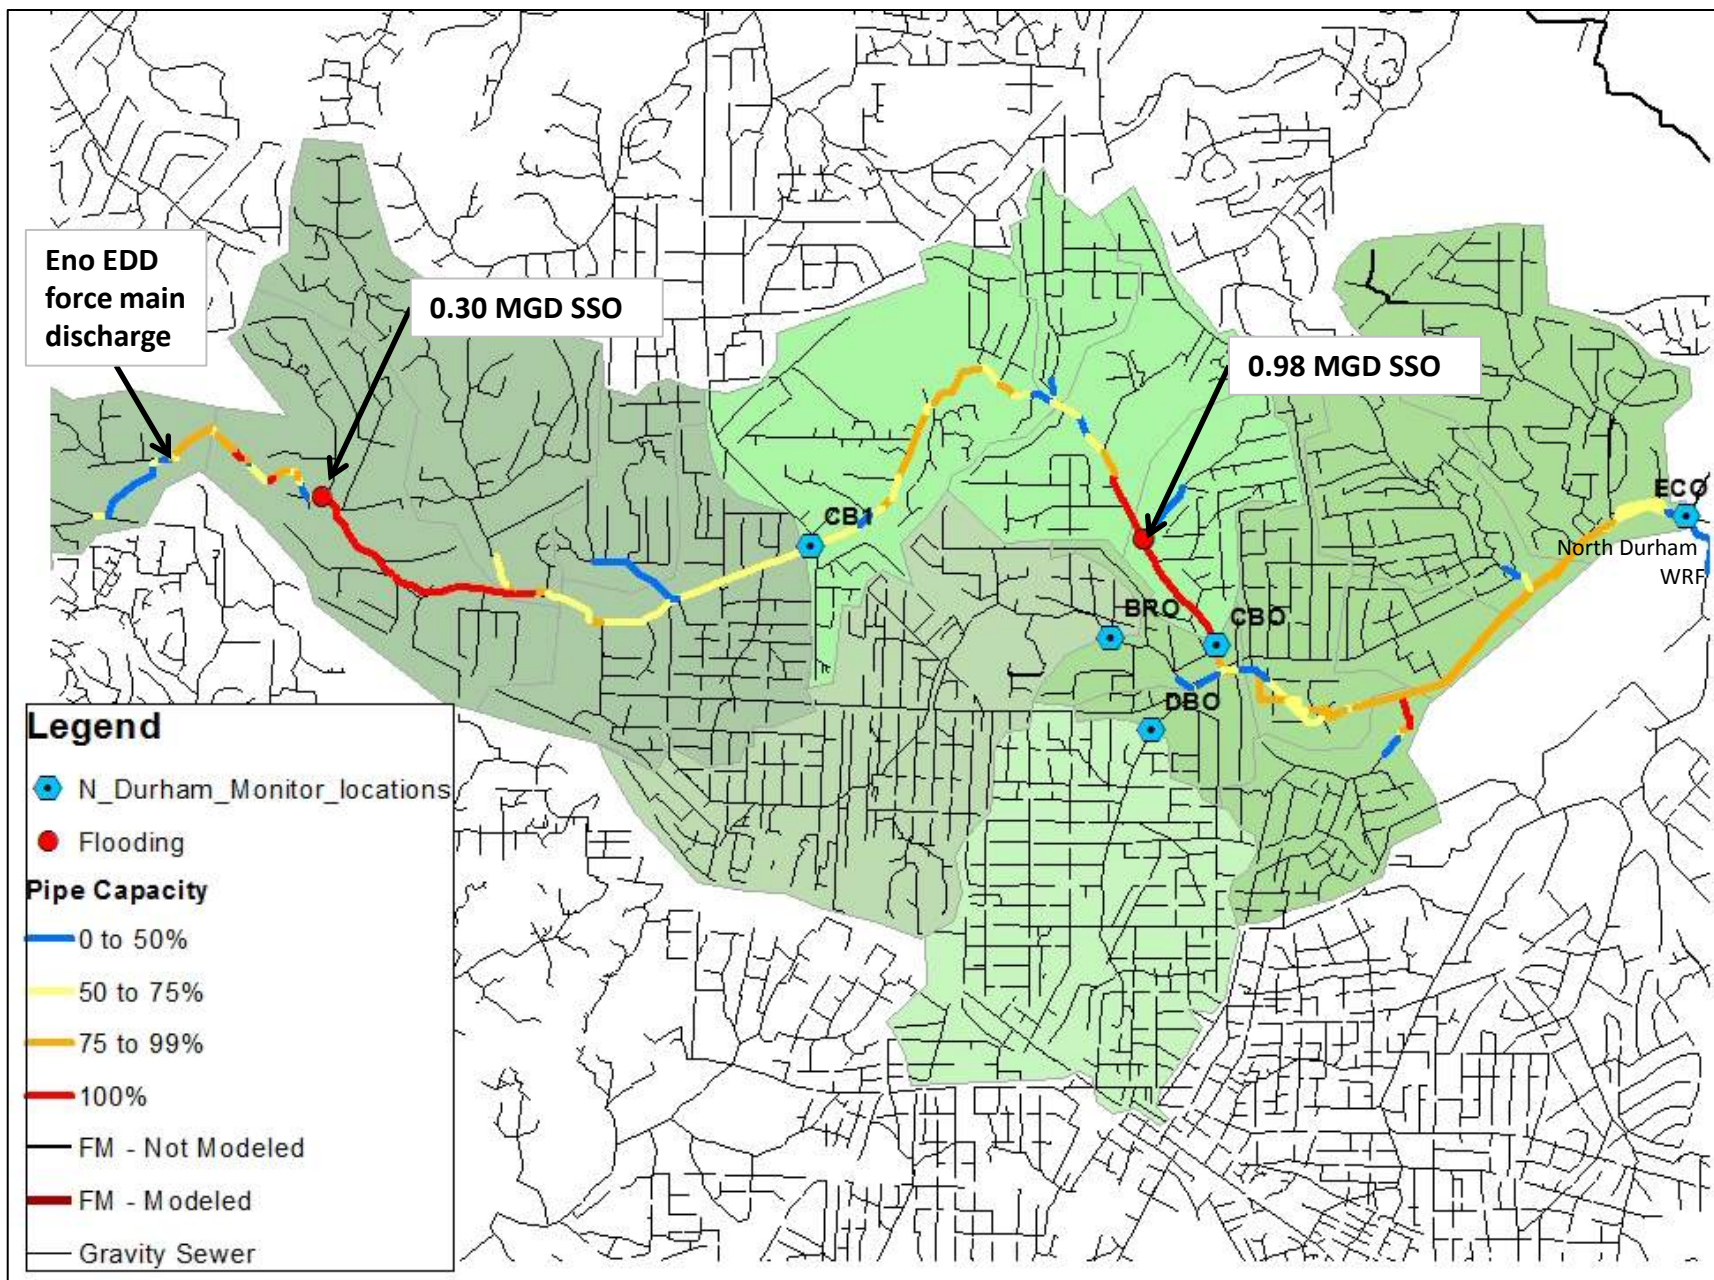 Eno EDD
force main
discharge
0.30 MGD SSO
0.98 MGD SSO
CB1
ECO
North Durham
WRF
BRO
CBO
DBO
Legend
N_Durham_Monitor_locations
Flooding
Pipe Capacity
0 to 50%
50 to 75%
75 to 99%
100%
FM - Not Modeled
FM - Modeled
Gravity Sewer